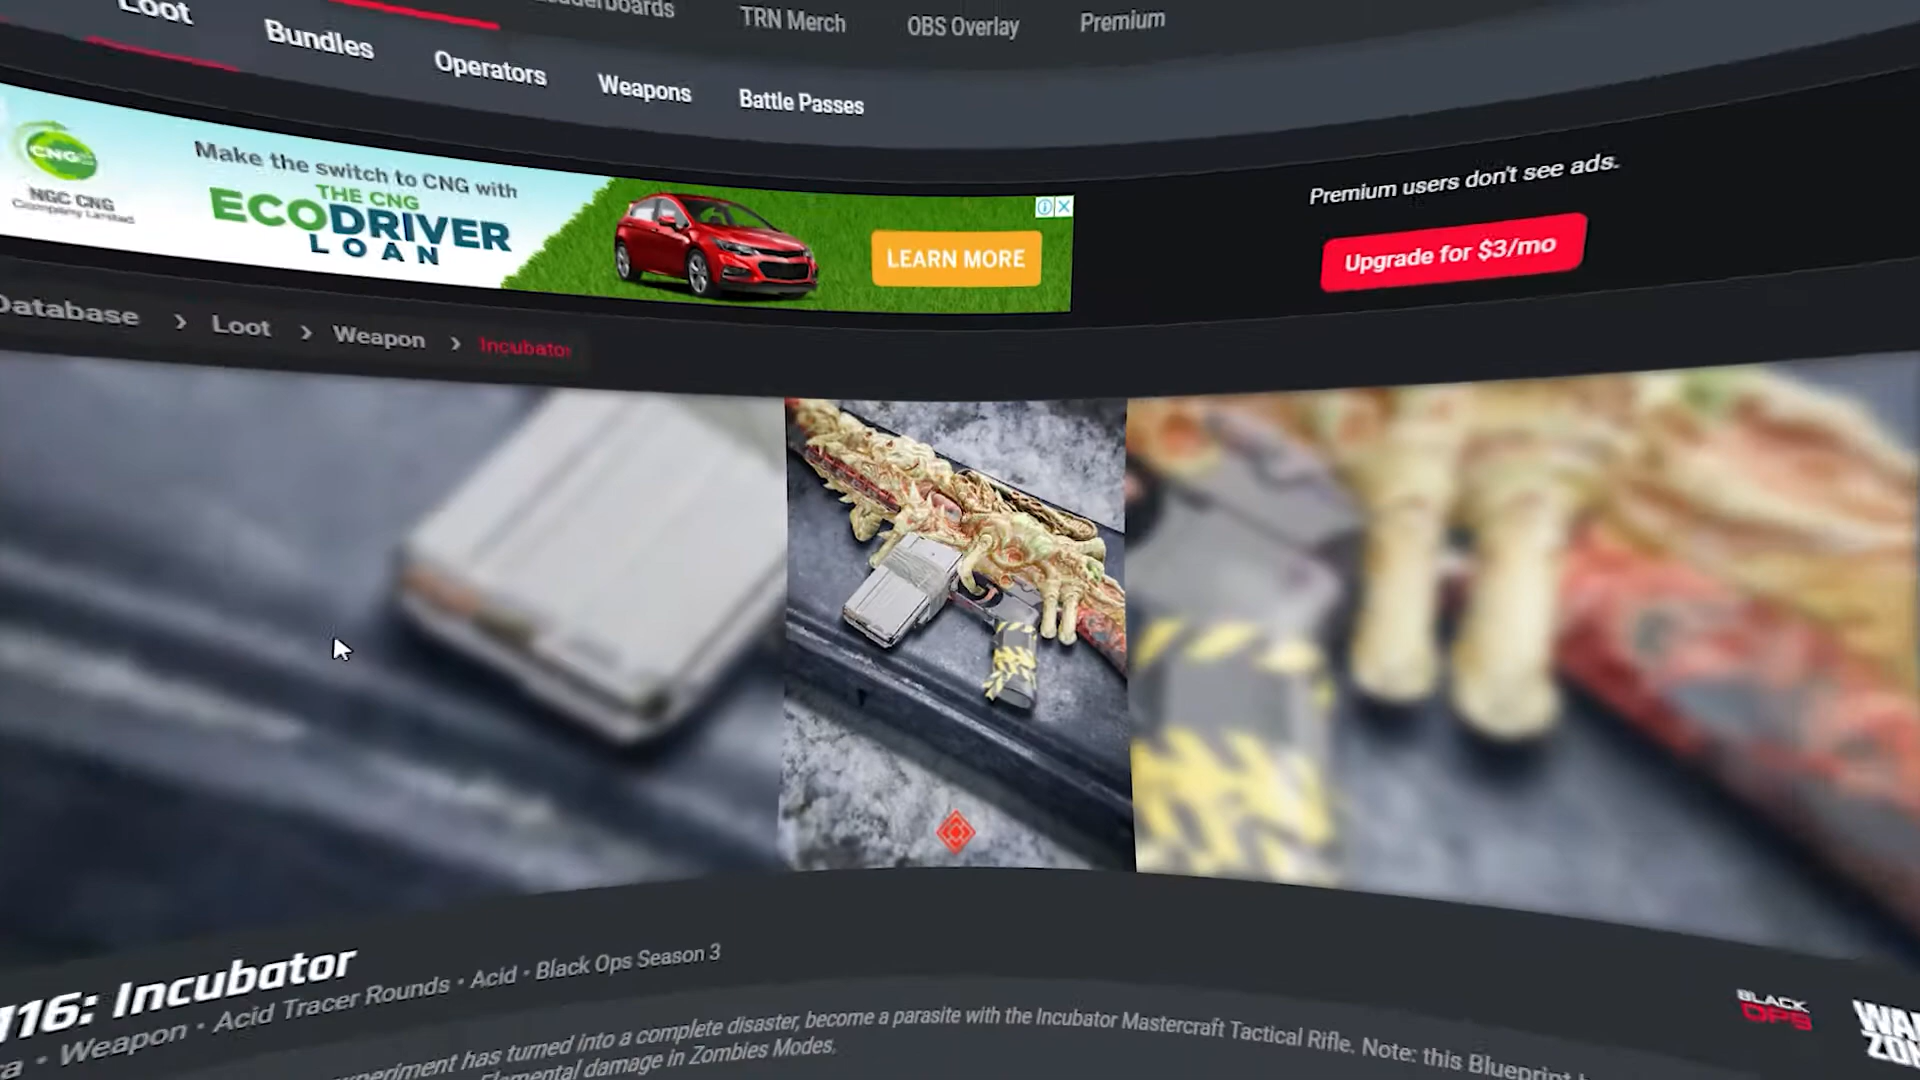 Loot
Bundles
Operators
Weapons
Battle Passes
TRN Merch
OBS Overlay
Premium
CNG
NGC CNG
Company Limited
Make the switch to CNG with
THE CNG
ECODRIVER
LOAN
LEARN MORE
Premium users don't see ads.
Upgrade for $3/mo
Database > Loot > Weapon > Incubator
16: Incubator
• Weapon • Acid Tracer Rounds • Acid • Black Ops Season 3
has turned into a complete disaster, become a parasite with the Incubator Mastercraft Tactical Rifle. Note: this Blueprint
Elemental damage in Zombies Modes.
BLACK
OPS